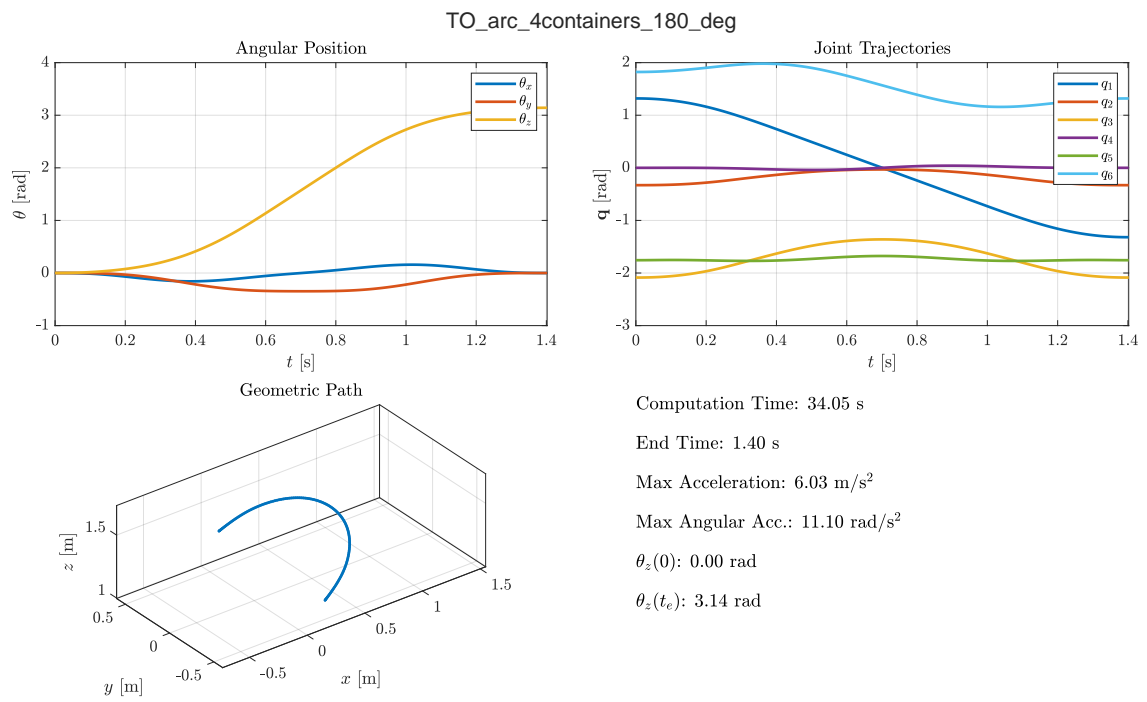 TO_arc_4containers_180_deg
Angular Position
4
3
2
1
0
-1
θ [rad]
θx
θy
θz
0 0.2 0.4 0.6 0.8 1 1.2 1.4
t [s]
Joint Trajectories
2
1
0
-1
-2
-3
q [rad]
q1
q2
q3
q4
q5
q6
0 0.2 0.4 0.6 0.8 1 1.2 1.4
t [s]
Geometric Path
1.5
1
z [m]
0.5
0
-0.5
y [m]
-0.5
0
0.5
1
1.5
x [m]
Computation Time: 34.05 s
End Time: 1.40 s
Max Acceleration: 6.03 m/s²
Max Angular Acc.: 11.10 rad/s²
θz(0): 0.00 rad
θz(te): 3.14 rad